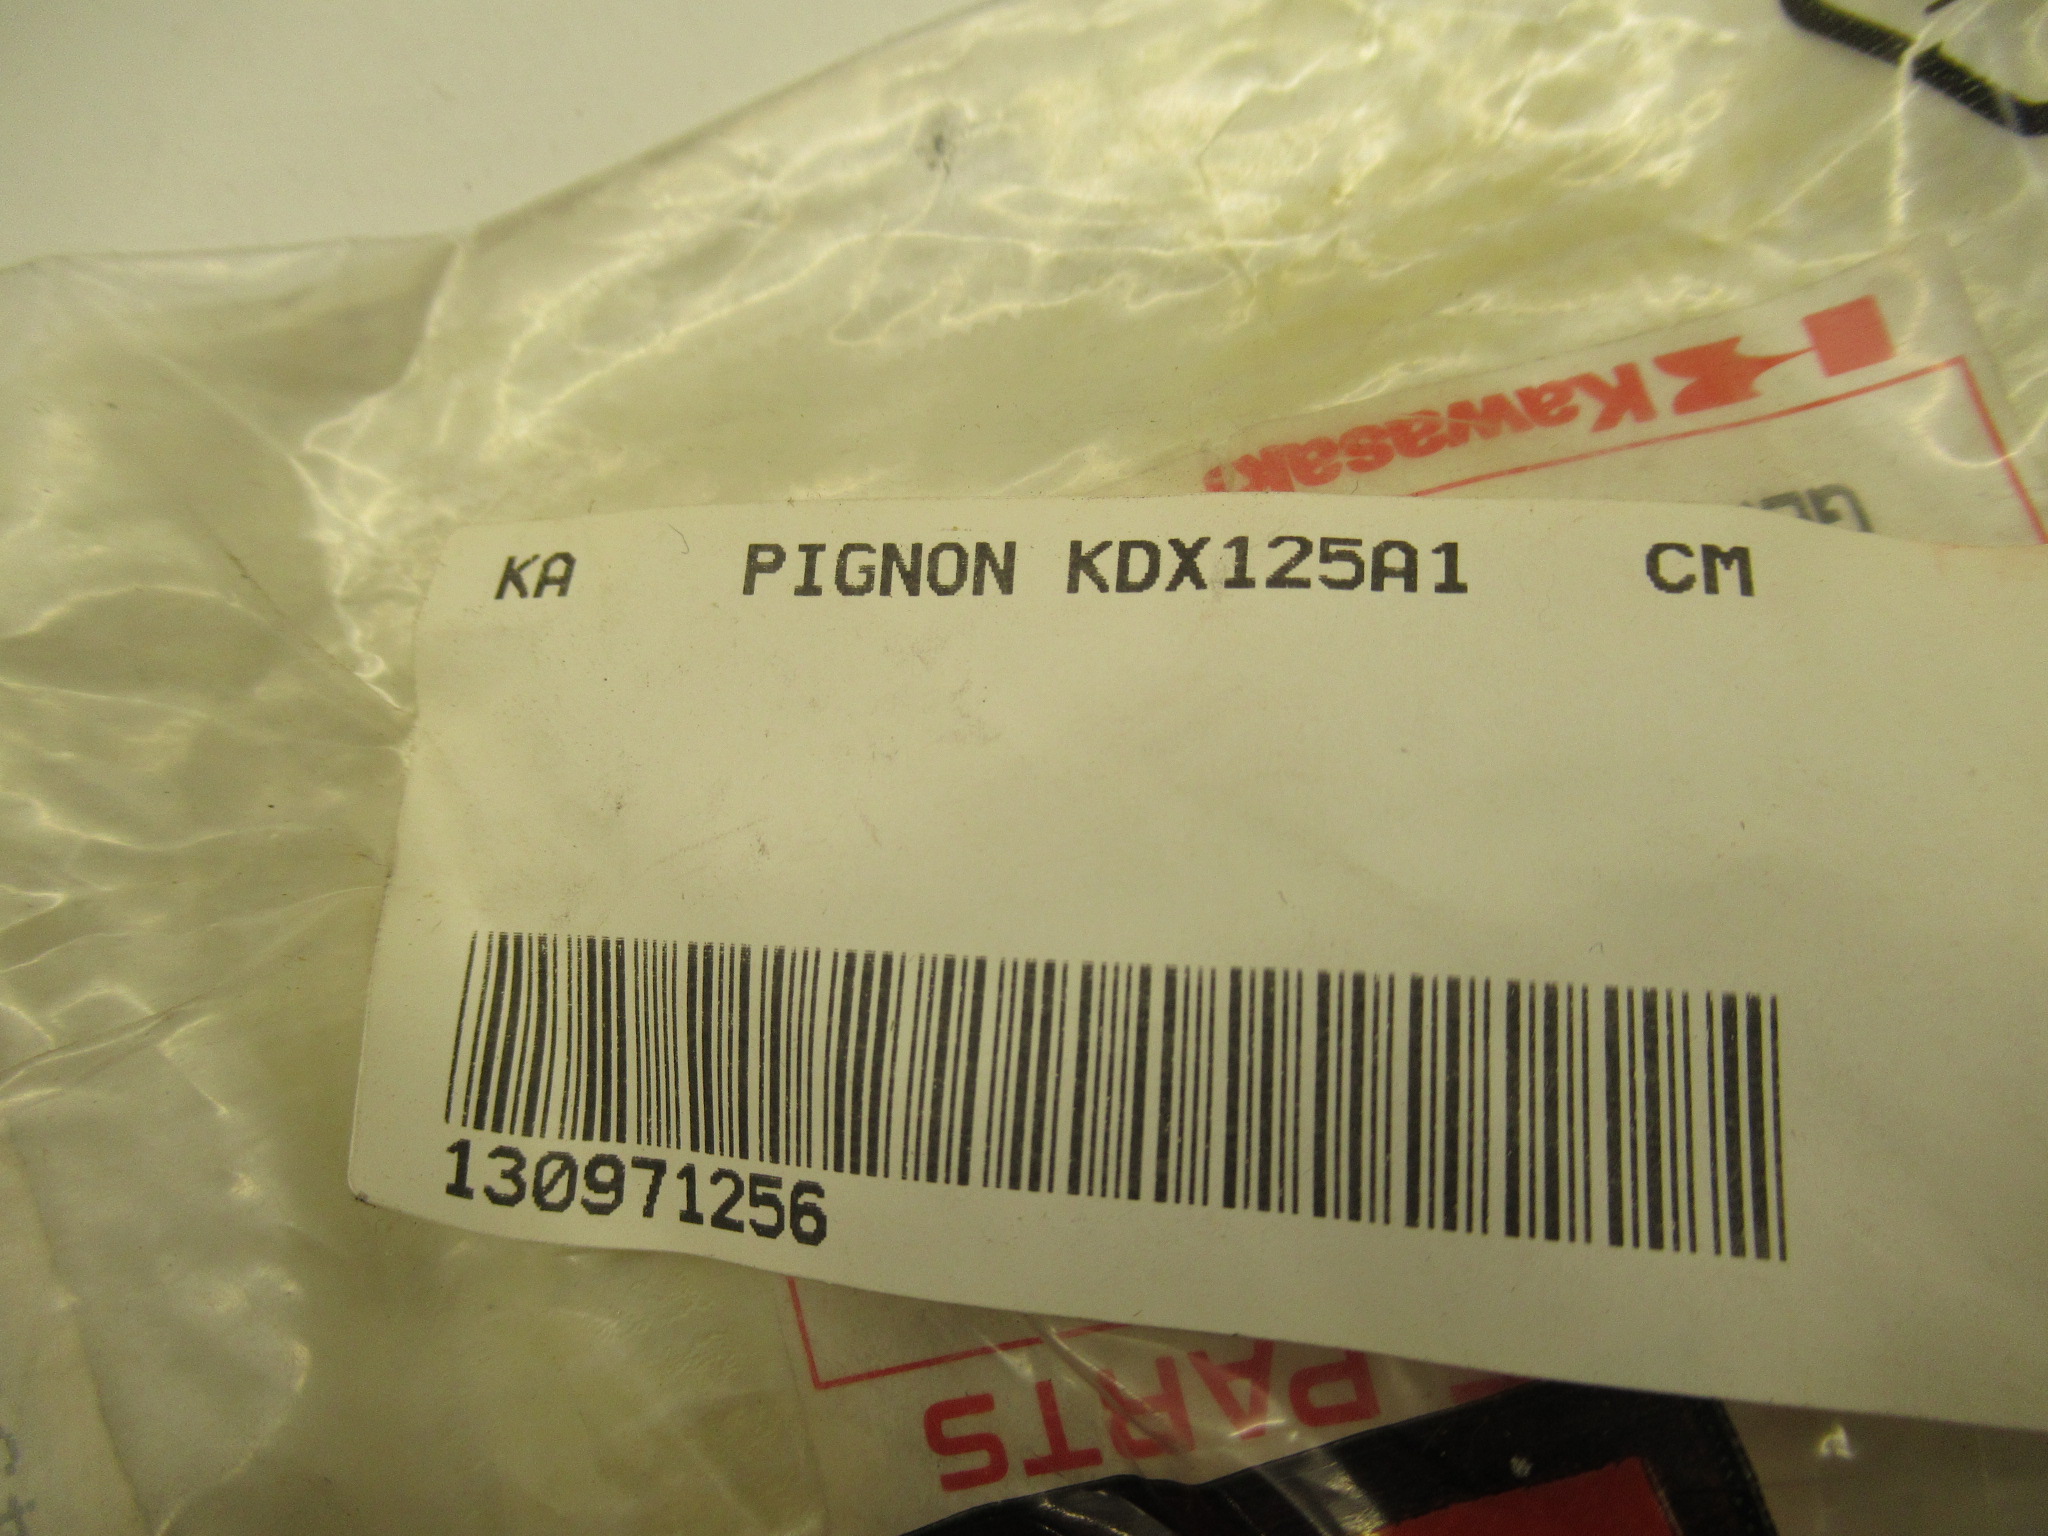 Kawasaki
KA PIGNON KDX125A1 CM
130971256
PARTS